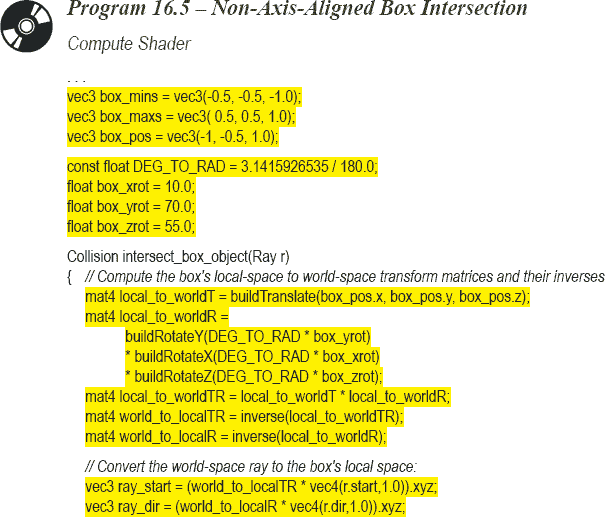 Program 16.5 – Non-Axis-Aligned Box Intersection
Compute Shader
. . .
vec3 box_mins = vec3(-0.5, -0.5, -1.0);
vec3 box_maxs = vec3( 0.5, 0.5, 1.0);
vec3 box_pos = vec3(-1, -0.5, 1.0);
const float DEG_TO_RAD = 3.1415926535 / 180.0;
float box_xrot = 10.0;
float box_yrot = 70.0;
float box_zrot = 55.0;
Collision intersect_box_object(Ray r)
{ // Compute the box's local-space to world-space transform matrices and their inverses
mat4 local_to_worldT = buildTranslate(box_pos.x, box_pos.y, box_pos.z);
mat4 local_to_worldR =
buildRotateY(DEG_TO_RAD * box_yrot)
* buildRotateX(DEG_TO_RAD * box_xrot)
* buildRotateZ(DEG_TO_RAD * box_zrot);
mat4 local_to_worldTR = local_to_worldT * local_to_worldR;
mat4 world_to_localTR = inverse(local_to_worldTR);
mat4 world_to_localR = inverse(local_to_worldR);
// Convert the world-space ray to the box's local space:
vec3 ray_start = (world_to_localTR * vec4(r.start,1.0)).xyz;
vec3 ray_dir = (world_to_localR * vec4(r.dir,1.0)).xyz;